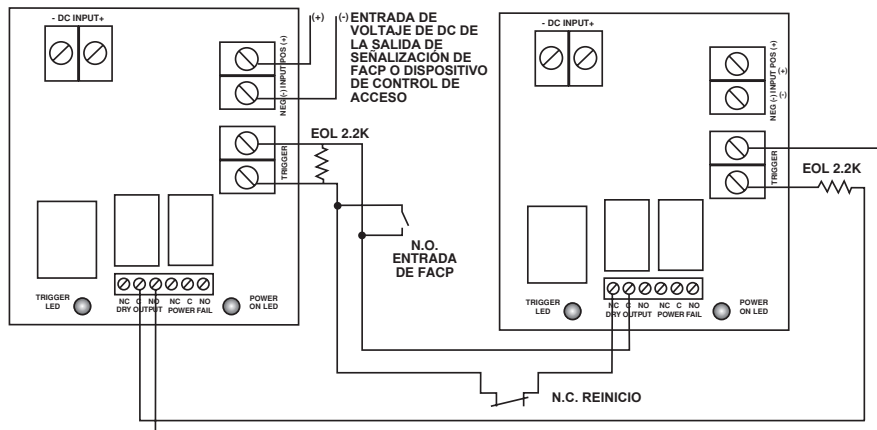 - DC INPUT+
(+)
(-)
ENTRADA DE
VOLTAJE DE DC DE
LA SALIDA DE
SEÑALIZACIÓN DE
FACP O DISPOSITIVO
DE CONTROL DE
ACCESO
NEG (-) INPUT POS (+)
TRIGGER
EOL 2.2K
N.O.
ENTRADA
DE FACP
TRIGGER
LED
NC C NO NC C NO
DRY OUTPUT POWER FAIL
POWER
ON LED
- DC INPUT+
NEG (-) INPUT POS (+)
(-) (+)
TRIGGER
EOL 2.2K
TRIGGER
LED
NC C NO NC C NO
DRY OUTPUT POWER FAIL
POWER
ON LED
N.C. REINICIO